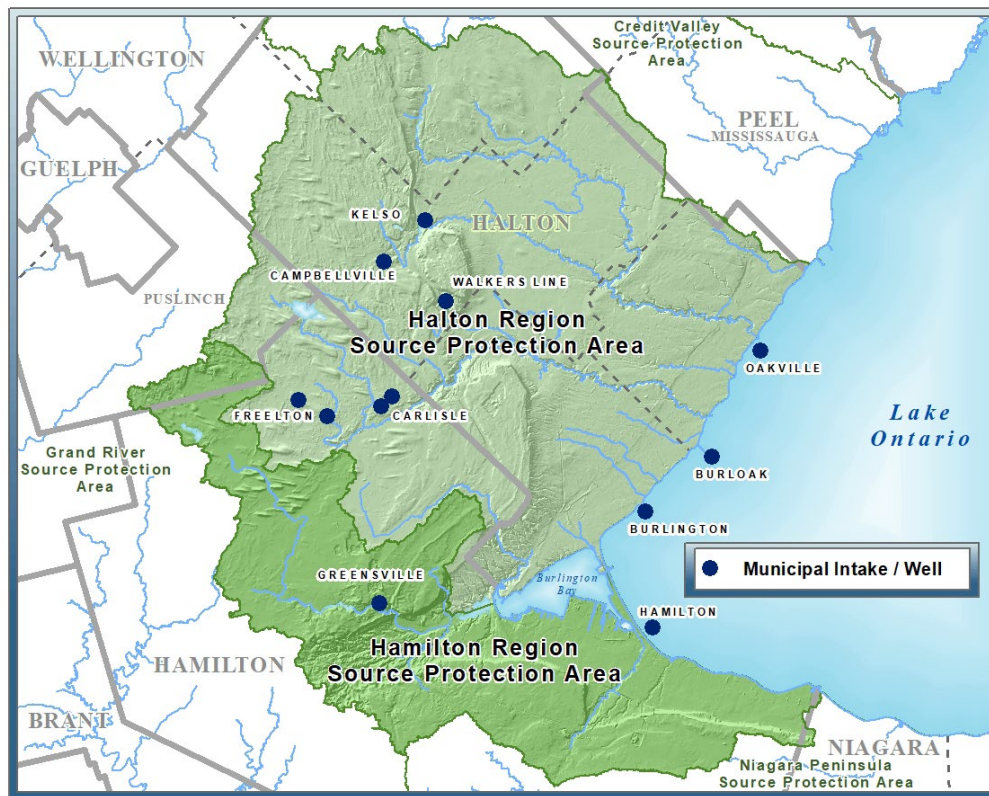 Credit Valley
Source Protection
Area
WELLINGTON
PEEL
MISSISSAUGA
GUELPH
KELSO
HALTON
CAMPBELLVILLE
WALKERS LINE
PUSLINCH
Halton Region
Source Protection Area
OAKVILLE
FREELTON
CARLISLE
Lake
Ontario
Grand River
Source Protection
Area
BURLOAK
BURLINGTON
Municipal Intake / Well
GREENSVILLE
Burlington
Bay
HAMILTON
Hamilton Region
Source Protection Area
HAMILTON
BRANT
NIAGARA
Niagara Peninsula
Source Protection Area